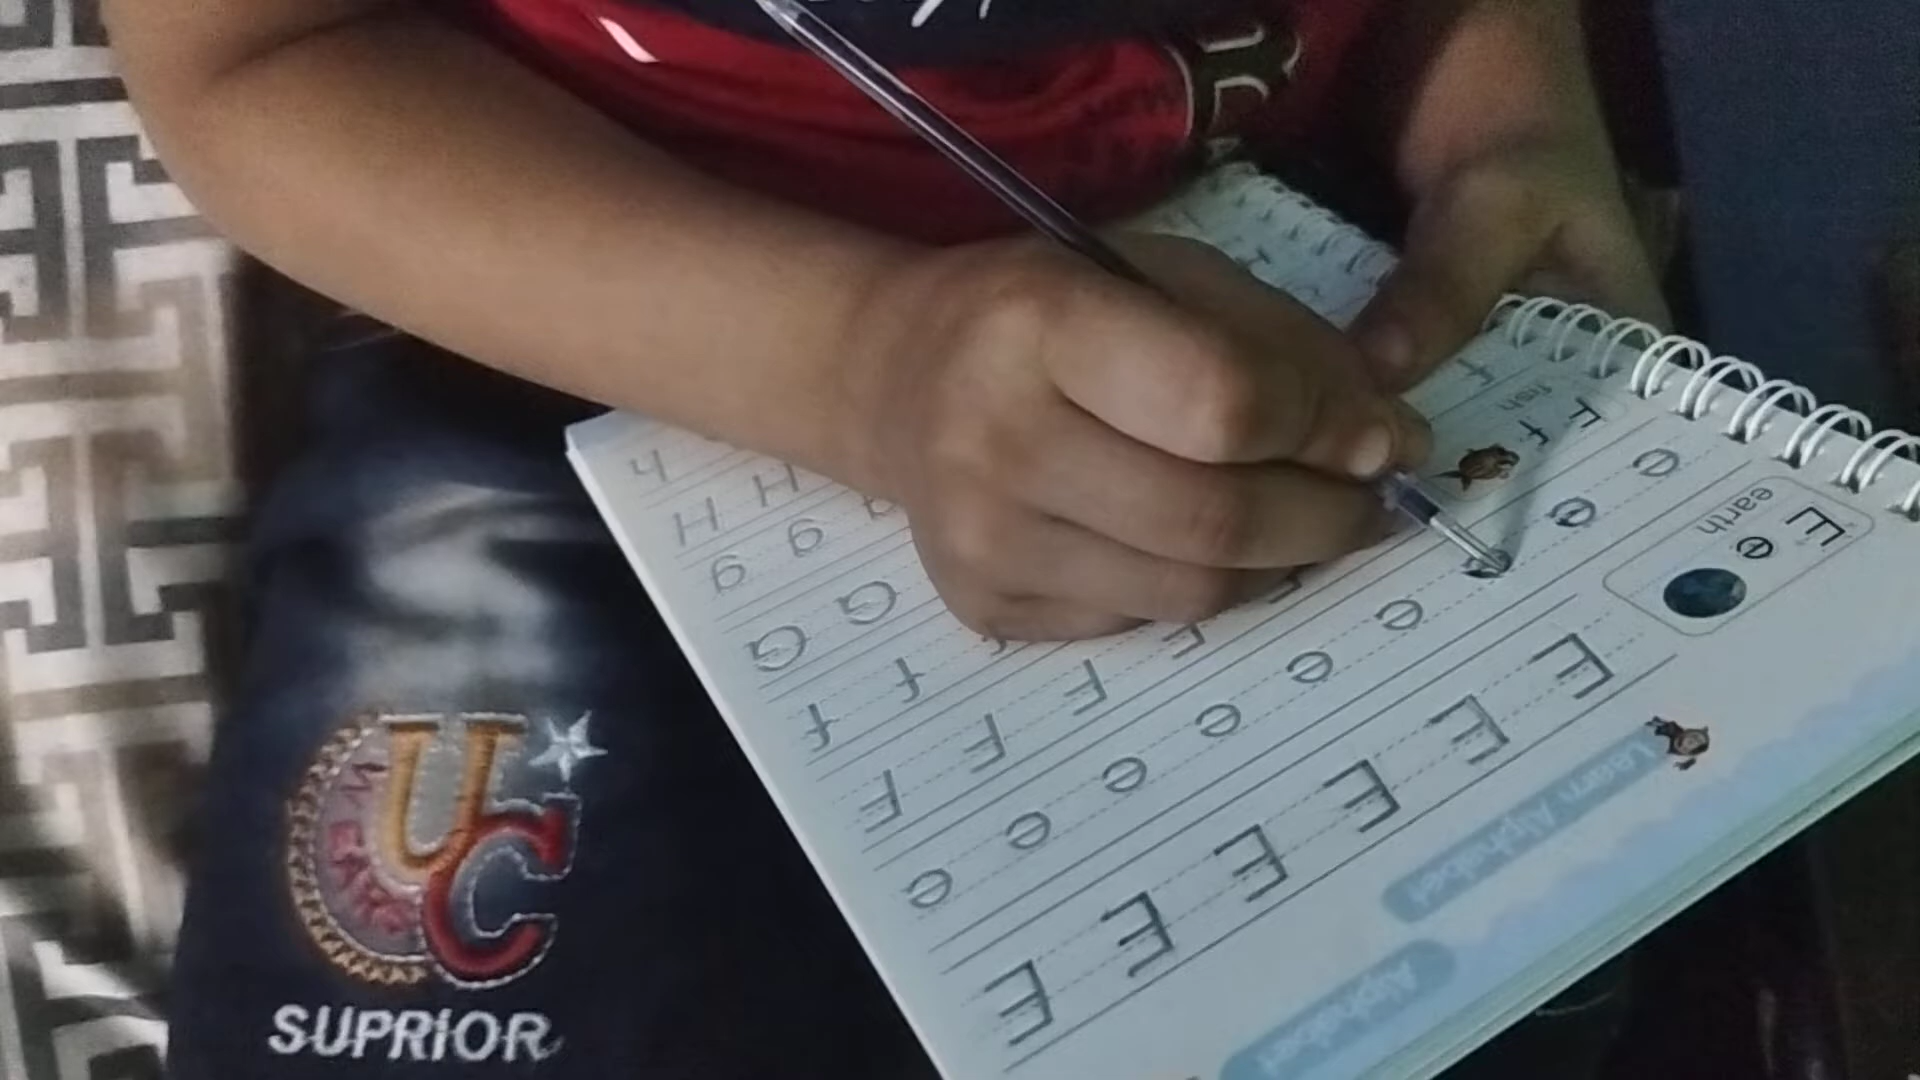 Alphabet
Learn Alphabet
E e
earth
E E E E E E
e e e e e e e e e
F f
fish
F F F F
f f f
G G
g g
H H
h
UC
SUPRIOR